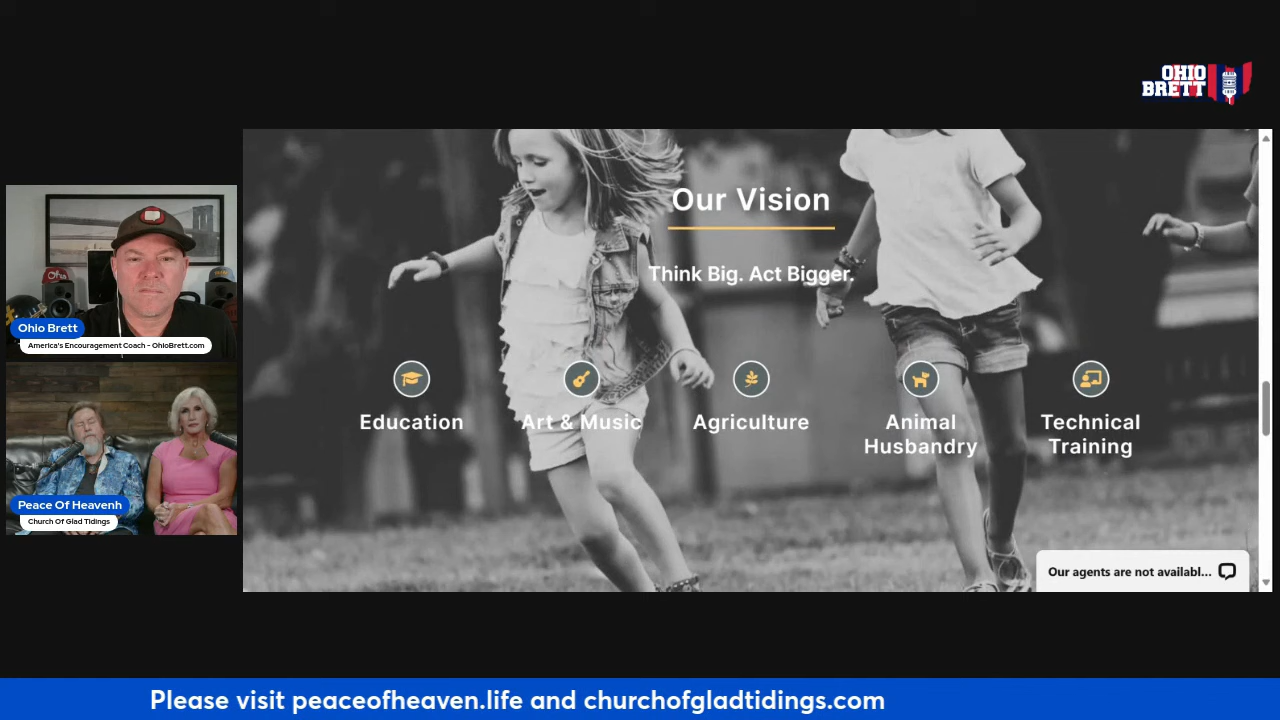 OHIO
BRETT
Our Vision
Think Big. Act Bigger.
Education
Art & Music
Agriculture
Animal
Husbandry
Technical
Training
Ohio Brett
America's Encouragement Coach - OhioBrett.com
Peace Of Heavenh
Church Of Glad Tidings
Our agents are not availabl...
Please visit peaceofheaven.life and churchofgladtidings.com